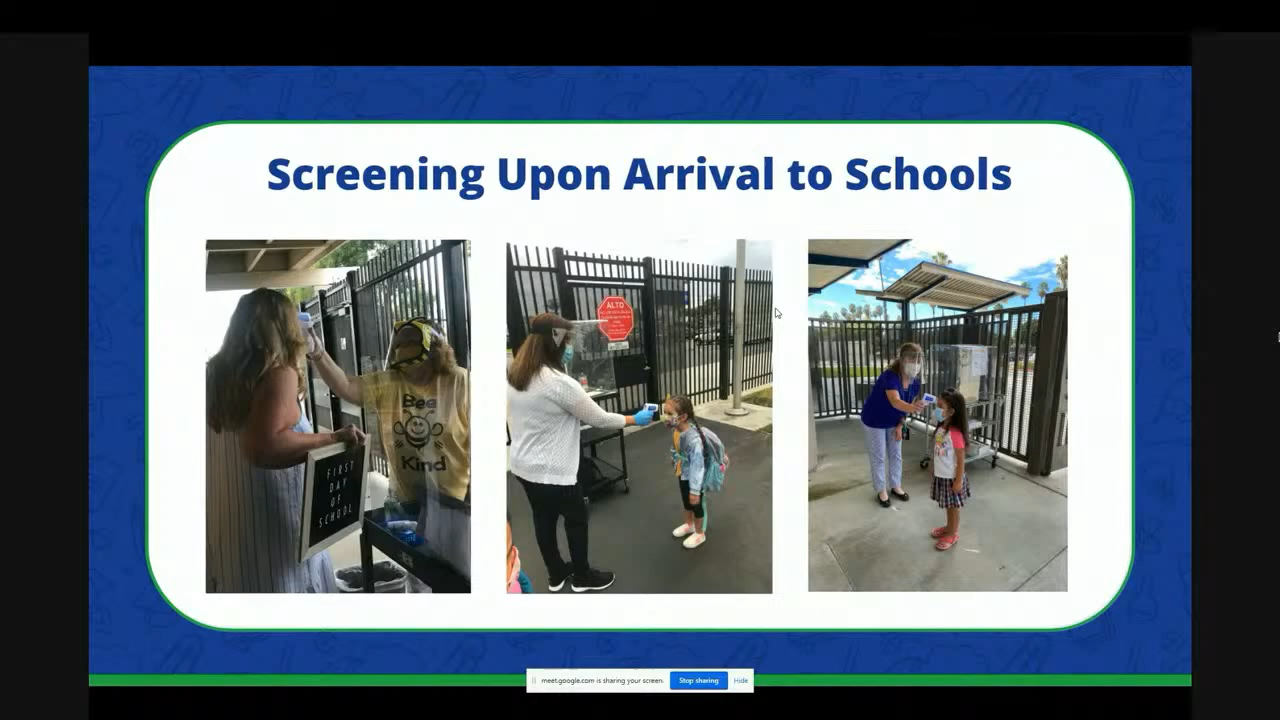 Screening Upon Arrival to Schools
Bee
Kind
FIRST
DAY
OF
SCHOOL
ALTO
meet.google.com is sharing your screen.
Stop sharing
Hide